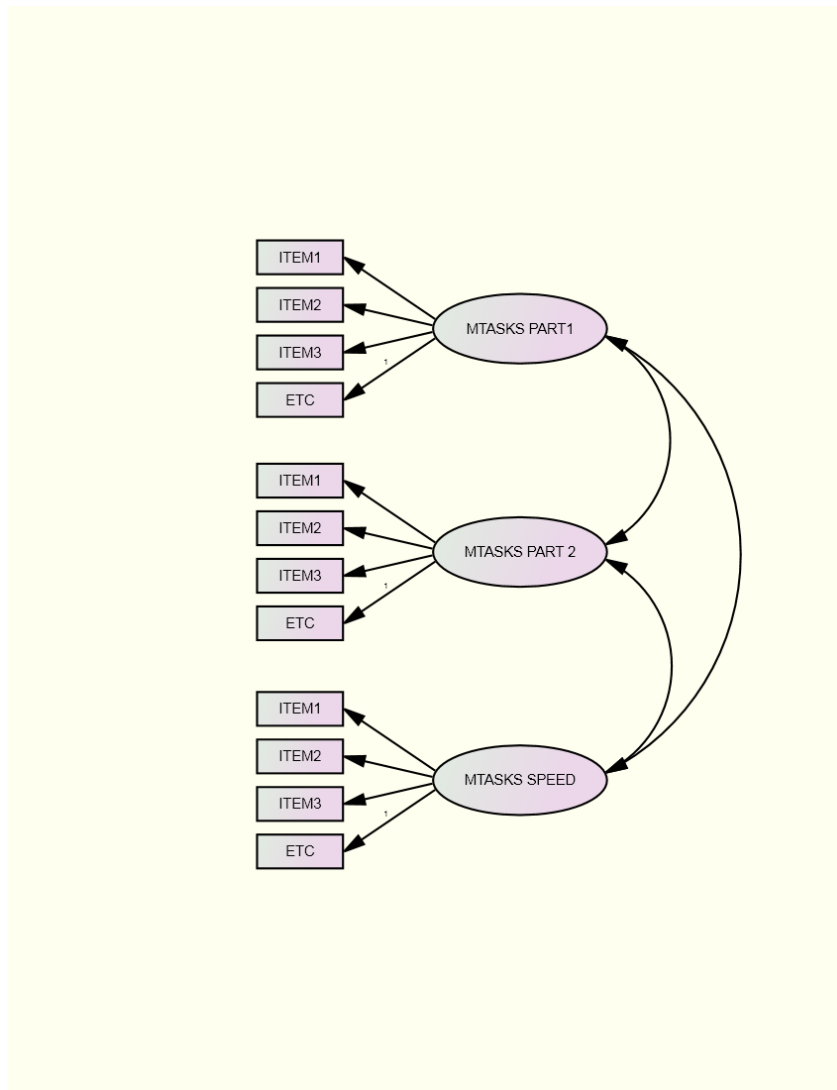 ITEM1
ITEM2
ITEM3
ETC
1
MTASKS PART1
ITEM1
ITEM2
ITEM3
ETC
1
MTASKS PART 2
ITEM1
ITEM2
ITEM3
ETC
1
MTASKS SPEED